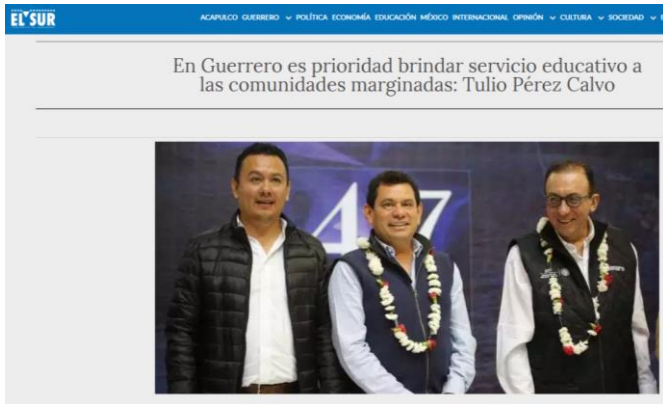 EL SUR
ACAPULCO GUERRERO POLÍTICA ECONOMÍA EDUCACIÓN MÉXICO INTERNACIONAL OPINIÓN CULTURA SOCIEDAD
En Guerrero es prioridad brindar servicio educativo a
las comunidades marginadas: Tulio Pérez Calvo
47